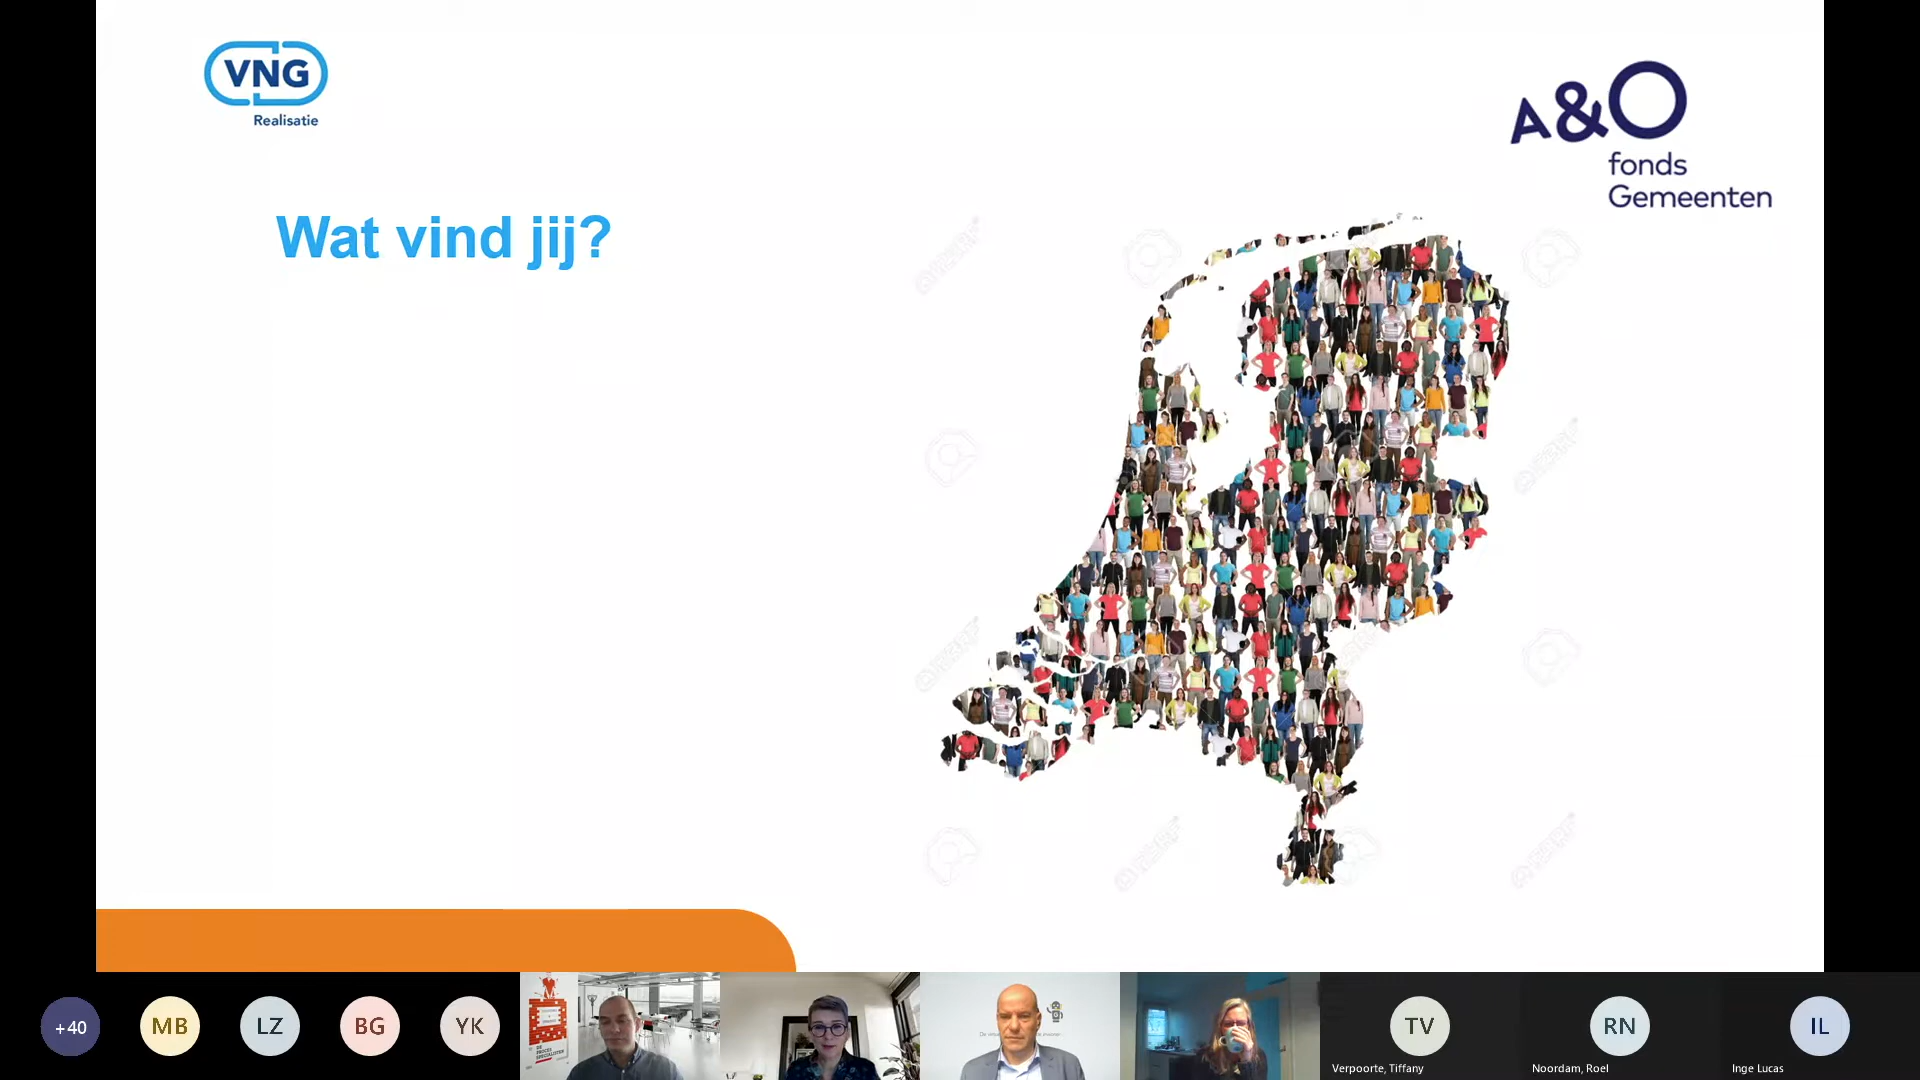 VNG
Realisatie
A&O
fonds
Gemeenten
Wat vind jij?
+40
MB
LZ
BG
YK
TV
RN
IL
Verpoorte, Tiffany
Noordam, Roel
Inge Lucas